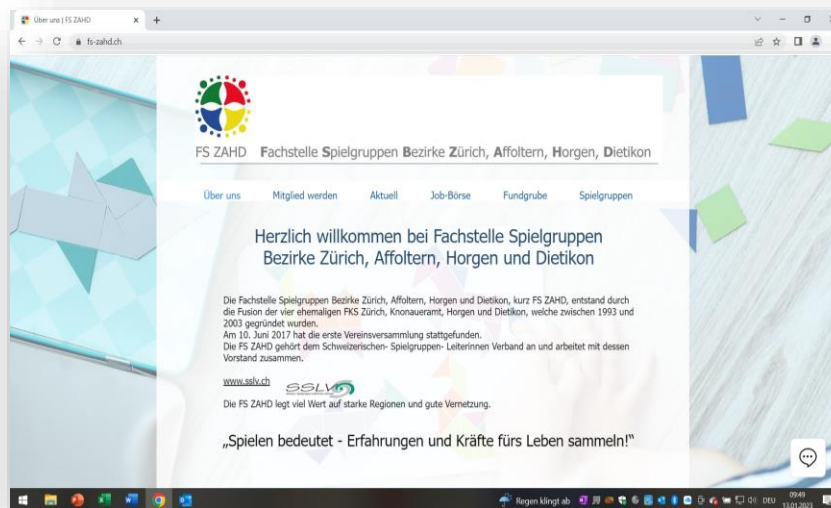 Über uns | FS ZAHD
fs-zahd.ch
FS ZAHD Fachstelle Spielgruppen Bezirke Zürich, Affoltern, Horgen, Dietikon
Über uns Mitglied werden Aktuell Job-Börse Fundgrube Spielgruppen
Herzlich willkommen bei Fachstelle Spielgruppen
Bezirke Zürich, Affoltern, Horgen und Dietikon
Die Fachstelle Spielgruppen Bezirke Zürich, Affoltern, Horgen und Dietikon, kurz FS ZAHD, entstand durch
die Fusion der vier ehemaligen FKS Zürich, Knonaueramt, Horgen und Dietikon, welche zwischen 1993 und
2003 gegründet wurden.
Am 10. Juni 2017 hat die erste Vereinsversammlung stattgefunden.
Die FS ZAHD gehört dem Schweizerischen- Spielgruppen- Leiterinnen Verband an und arbeitet mit dessen
Vorstand zusammen.
www.sslv.ch SSLV
Die FS ZAHD legt viel Wert auf starke Regionen und gute Vernetzung.
„Spielen bedeutet - Erfahrungen und Kräfte fürs Leben sammeln!“
Regen klingt ab DEU 09:49
13.01.2023